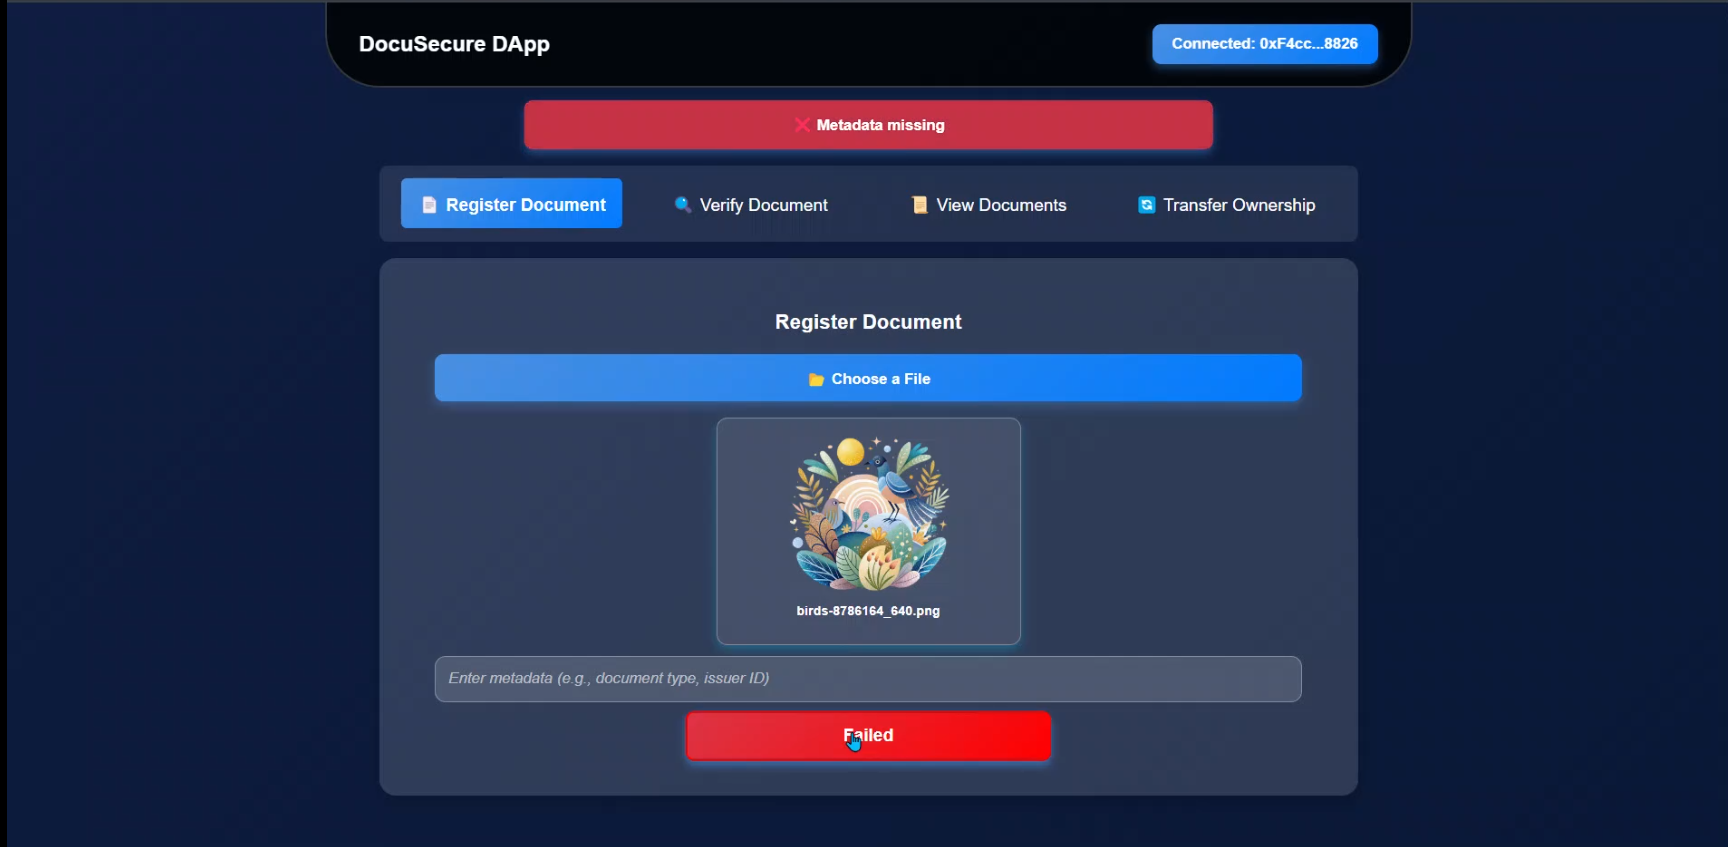 DocuSecure DApp
Connected: 0xF4cc...8826
❌ Metadata missing
Register Document
Verify Document
View Documents
Transfer Ownership
Register Document
Choose a File
birds-8786164_640.png
Enter metadata (e.g., document type, issuer ID)
Failed